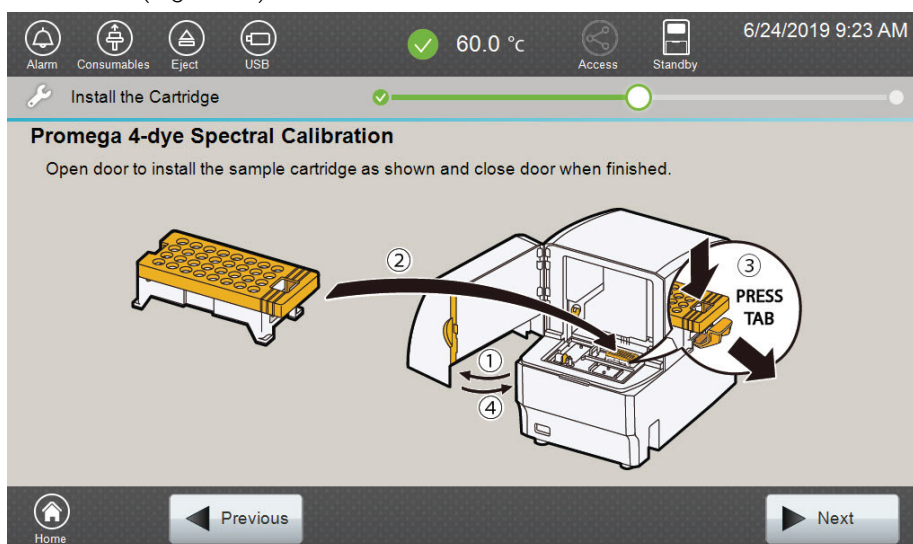 60.0 °c
6/24/2019 9:23 AM
Alarm
Consumables
Eject
USB
Access
Standby
Install the Cartridge
Promega 4-dye Spectral Calibration
Open door to install the sample cartridge as shown and close door when finished.
②
③
PRESS
TAB
①
④
Previous
Next
Home